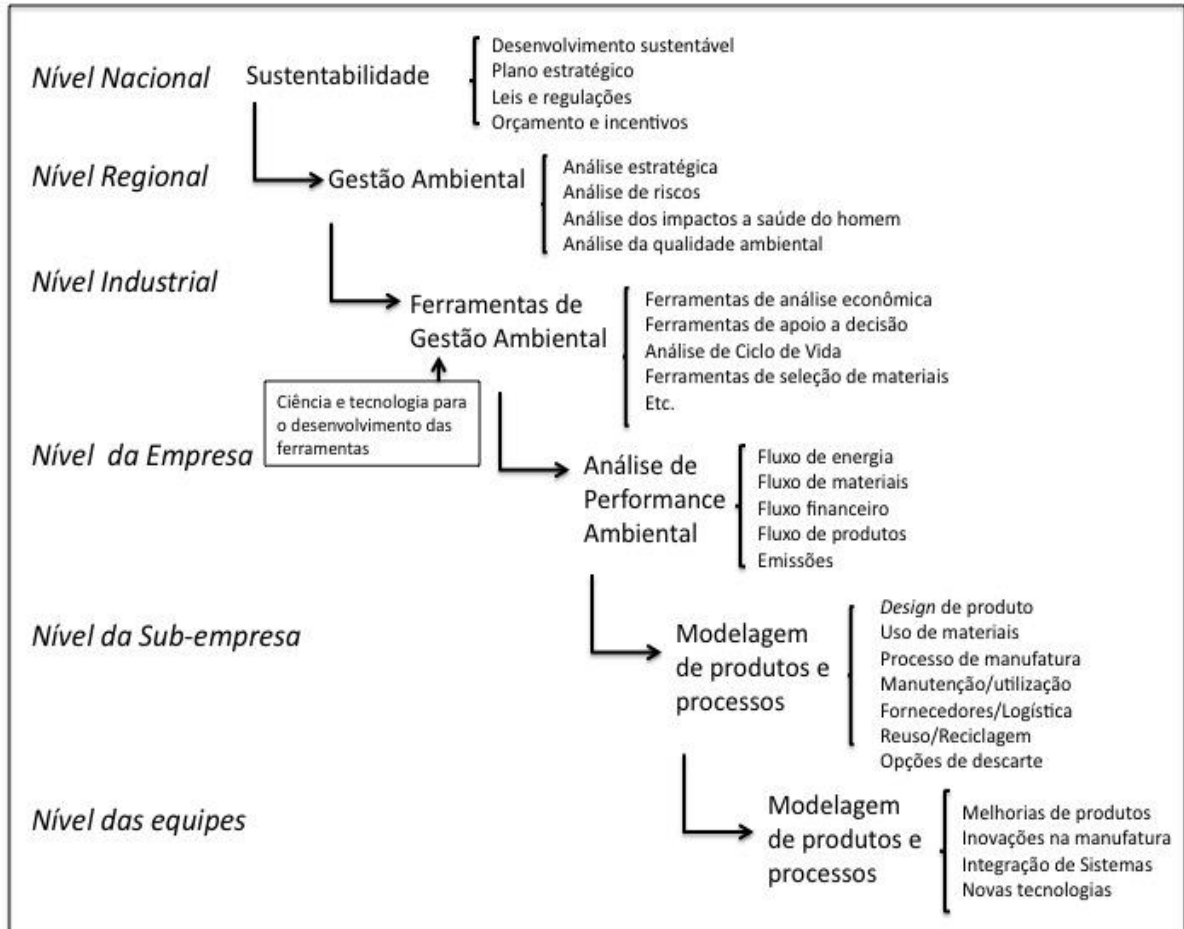 Nível Nacional
Sustentabilidade
Desenvolvimento sustentável
Plano estratégico
Leis e regulações
Orçamento e incentivos
Nível Regional
Gestão Ambiental
Análise estratégica
Análise de riscos
Análise dos impactos a saúde do homem
Análise da qualidade ambiental
Nível Industrial
Ferramentas de
Gestão Ambiental
Ferramentas de análise econômica
Ferramentas de apoio a decisão
Análise de Ciclo de Vida
Ferramentas de seleção de materiais
Etc.
Ciência e tecnologia para
o desenvolvimento das
ferramentas
Nível da Empresa
Análise de
Performance
Ambiental
Fluxo de energia
Fluxo de materiais
Fluxo financeiro
Fluxo de produtos
Emissões
Nível da Sub-empresa
Modelagem
de produtos e
processos
Design de produto
Uso de materiais
Processo de manufatura
Manutenção/utilização
Fornecedores/Logística
Reuso/Reciclagem
Opções de descarte
Nível das equipes
Modelagem
de produtos e
processos
Melhorias de produtos
Inovações na manufatura
Integração de Sistemas
Novas tecnologias